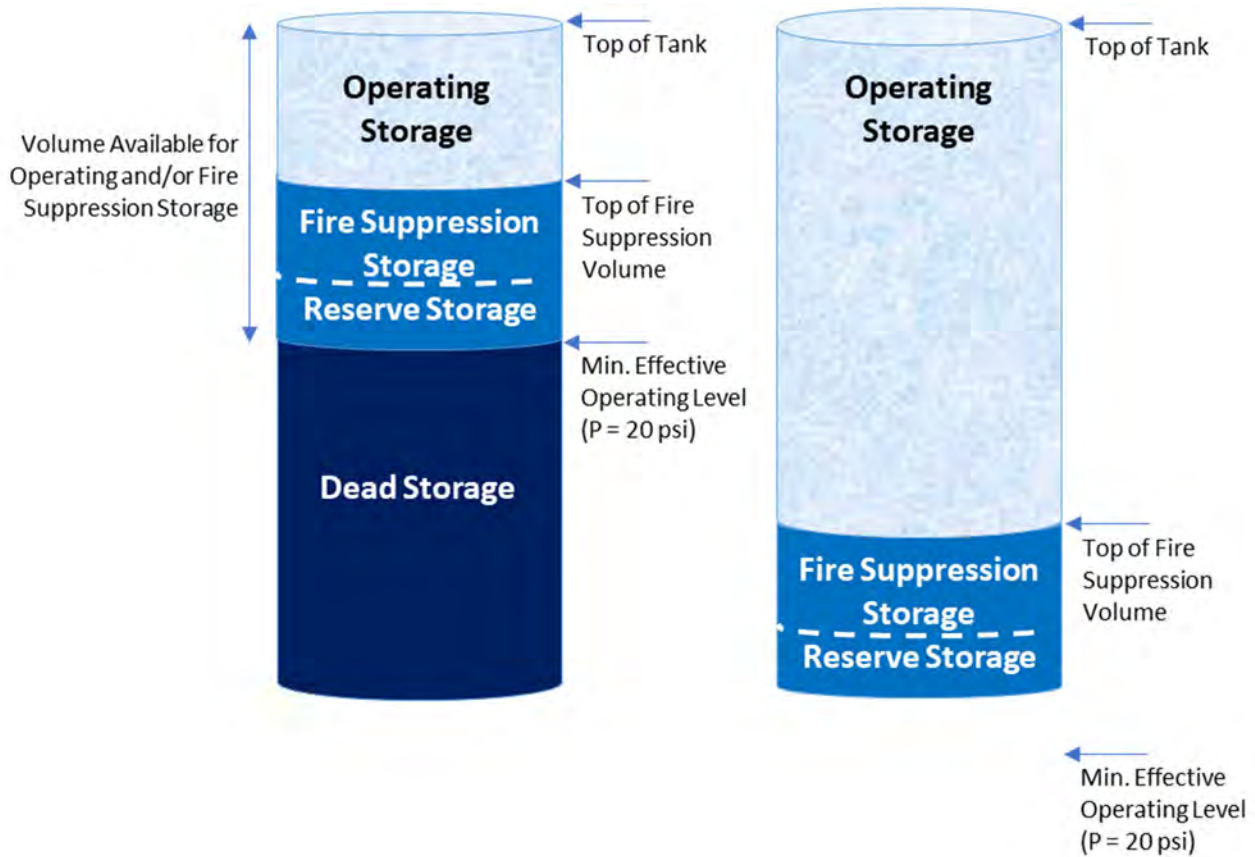 Volume Available for
Operating and/or Fire
Suppression Storage
Operating
Storage
Fire Suppression
Storage
Reserve Storage
Dead Storage
Top of Tank
Top of Fire
Suppression
Volume
Min. Effective
Operating Level
(P = 20 psi)
Operating
Storage
Fire Suppression
Storage
Reserve Storage
Top of Tank
Top of Fire
Suppression
Volume
Min. Effective
Operating Level
(P = 20 psi)